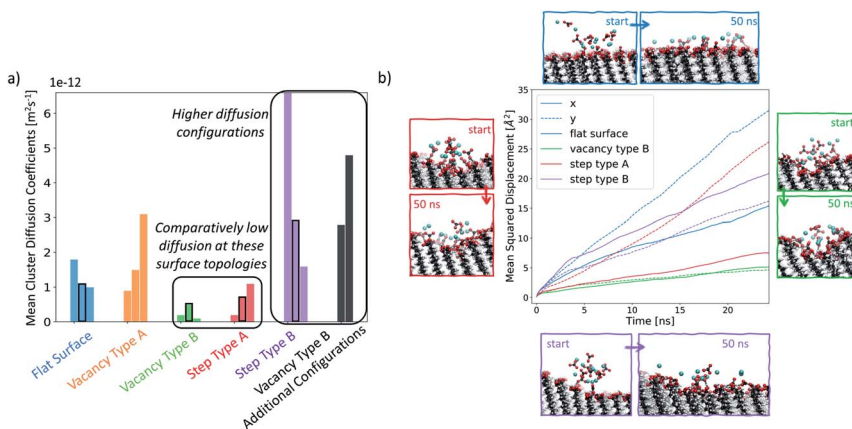 a)
1e-12
Mean Cluster Diffusion Coefficients [m²s⁻¹]
6
5
4
3
2
1
0
Higher diffusion
configurations
Comparatively low
diffusion at these
surface topologies
Flat Surface
Vacancy Type A
Vacancy Type B
Step Type A
Step Type B
Vacancy Type B
Additional Configurations
b)
start
50 ns
start
50 ns
Mean Squared Displacement [Å²]
35
30
25
20
15
10
5
0
x
y
flat surface
vacancy type B
step type A
step type B
0
5
10
15
20
Time [ns]
start
50 ns
start
50 ns